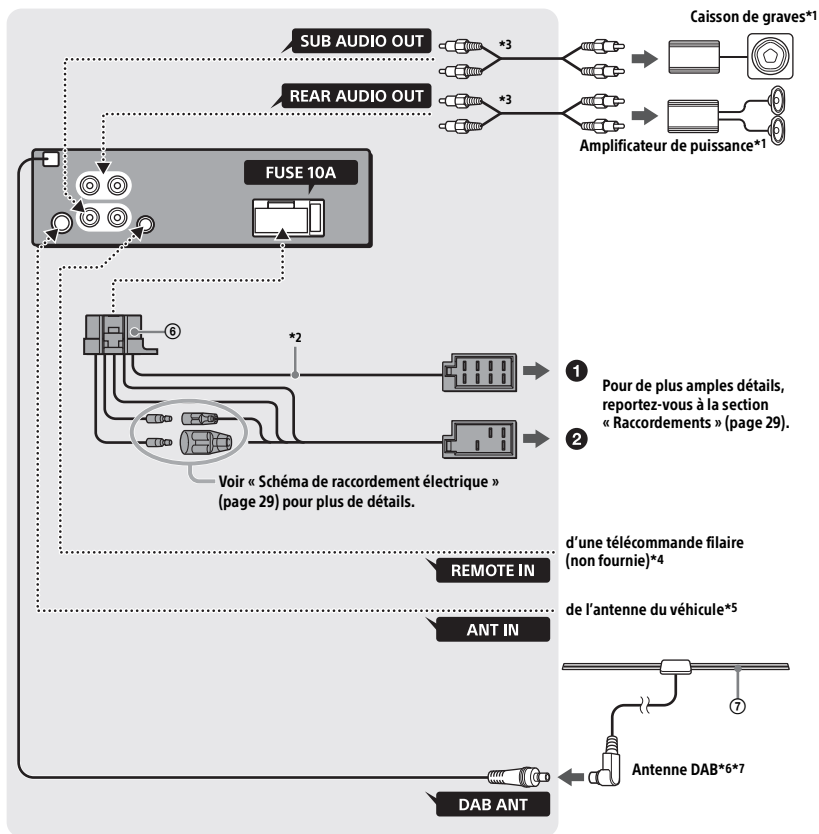 Caisson de graves*1
SUB AUDIO OUT
*3
REAR AUDIO OUT
*3
Amplificateur de puissance*1
FUSE 10A
⑥
*2
❶
Pour de plus amples détails,
reportez-vous à la section
« Raccordements » (page 29).
❷
Voir « Schéma de raccordement électrique »
(page 29) pour plus de détails.
d'une télécommande filaire
(non fournie)*4
REMOTE IN
de l'antenne du véhicule*5
ANT IN
⑦
Antenne DAB*6*7
DAB ANT